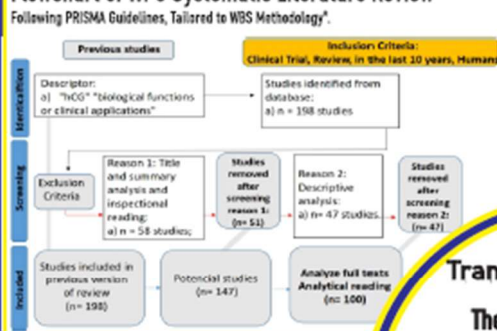 Following PRISMA Guidelines, Tailored to WBS Methodology".
Previous studies
Inclusion Criteria:
Clinical Trial, Review, in the last 10 years, Humans
Identification
Descriptor:
a) "hCG" "biological functions
or clinical applications"
Studies identified from
database:
a) n = 198 studies
Screening
Exclusion
Criteria
Reason 1: Title
and summary
analysis and
inspectional
reading:
a) n = 58 studies;
Studies
removed
after
screening
reason 1:
(n= 51)
Reason 2:
Descriptive
analysis:
a) n= 47 studies.
Studies
removed
after
screening
reason 2:
(n= 47)
Included
Studies included in
previous version
of review
(n= 198)
Potencial studies
(n= 147)
Analyze full texts
Analytical reading
(n= 100)
Tran
The